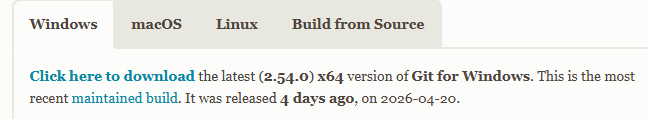 Windows macOS Linux Build from Source
Click here to download the latest (2.54.0) x64 version of Git for Windows. This is the most
recent maintained build. It was released 4 days ago, on 2026-04-20.